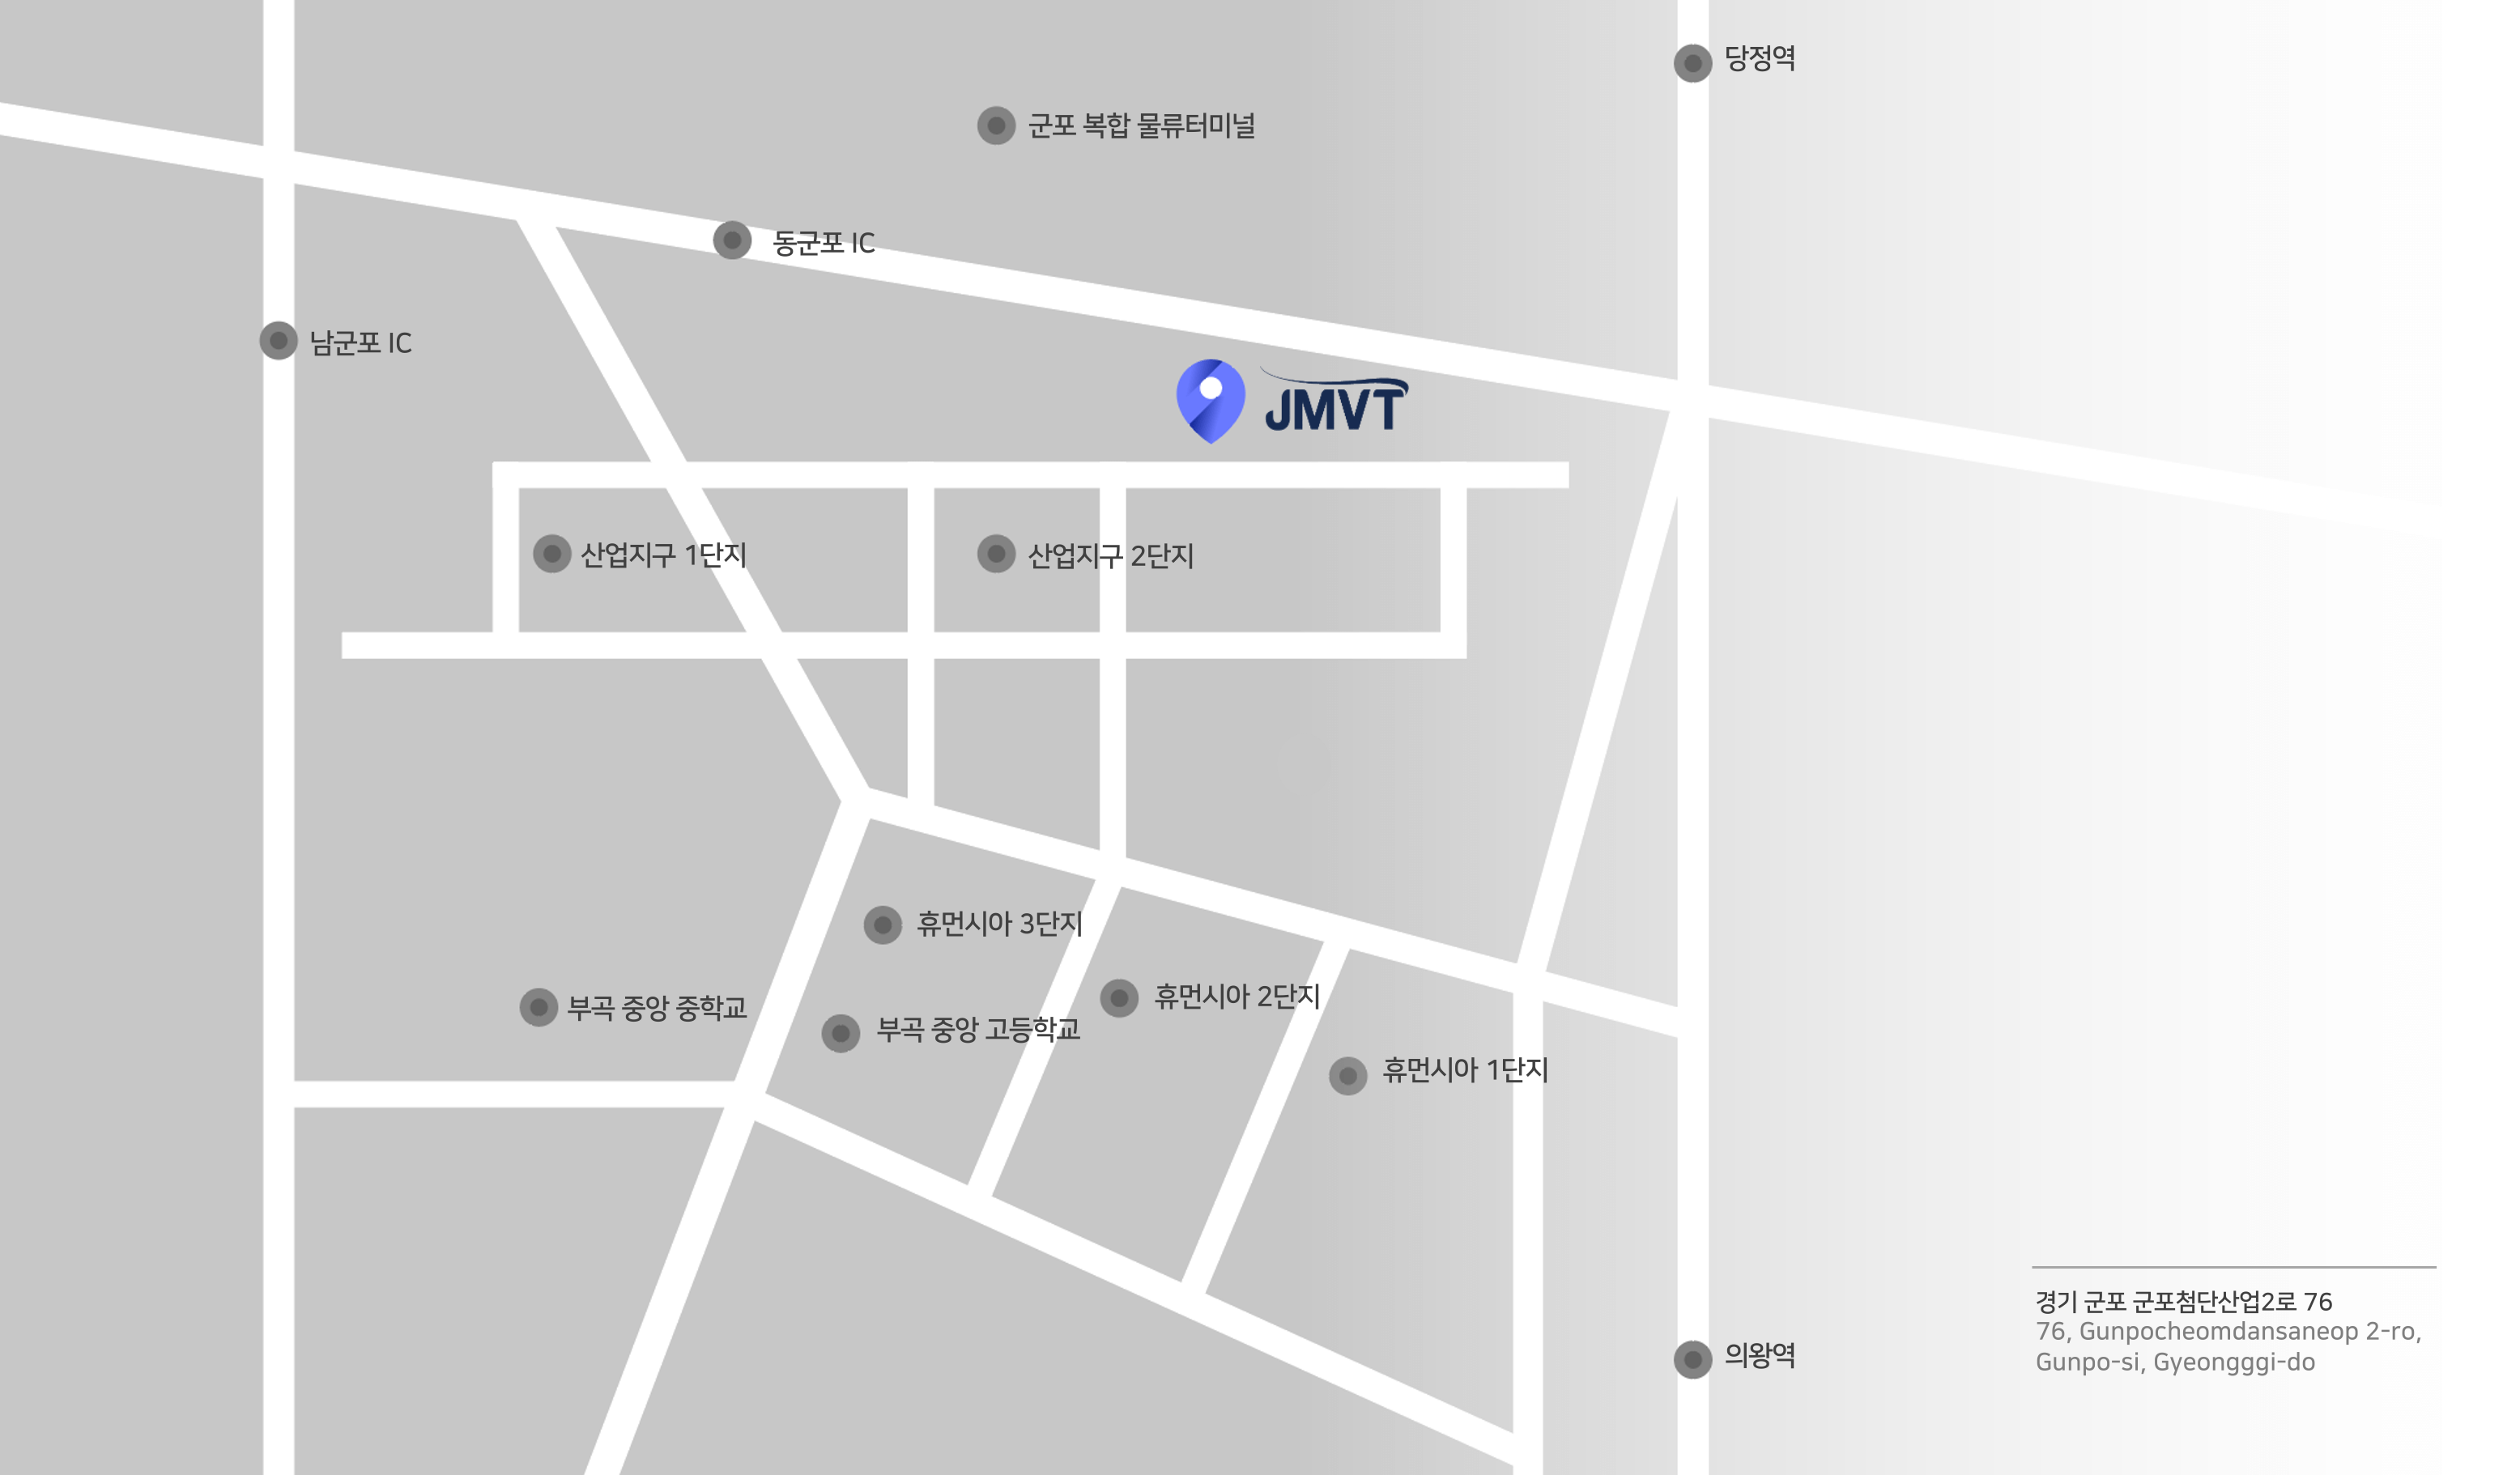 당정역
군포 복합 물류터미널
동군포 IC
남군포 IC
JMVT
산업지구 1단지
산업지구 2단지
휴먼시아 3단지
휴먼시아 2단지
부곡 중앙 중학교
부곡 중앙 고등학교
휴먼시아 1단지
의왕역
경기 군포 군포첨단산업2로 76
76, Gunpocheomdansaneop 2-ro,
Gunpo-si, Gyeongggi-do